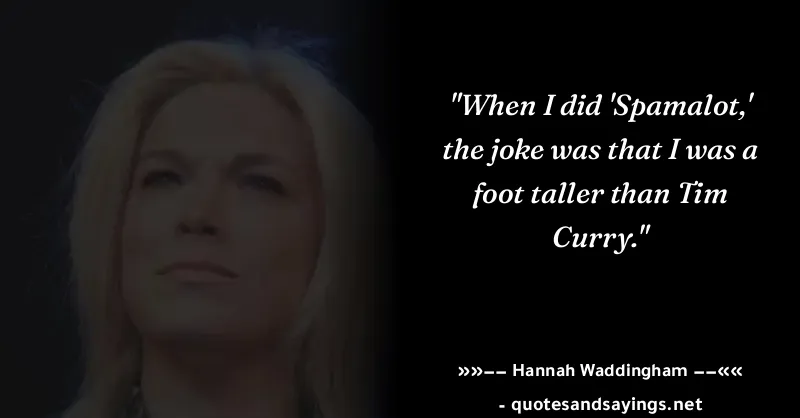 "When I did 'Spamalot,'
the joke was that I was a
foot taller than Tim
Curry."
»»−− Hannah Waddingham −−««
- quotesandsayings.net